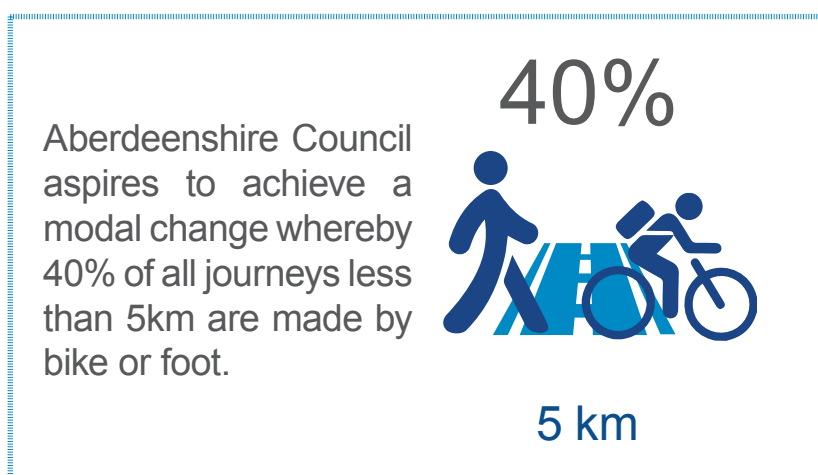 Aberdeenshire Council
aspires to achieve a
modal change whereby
40% of all journeys less
than 5km are made by
bike or foot.
40%
5 km